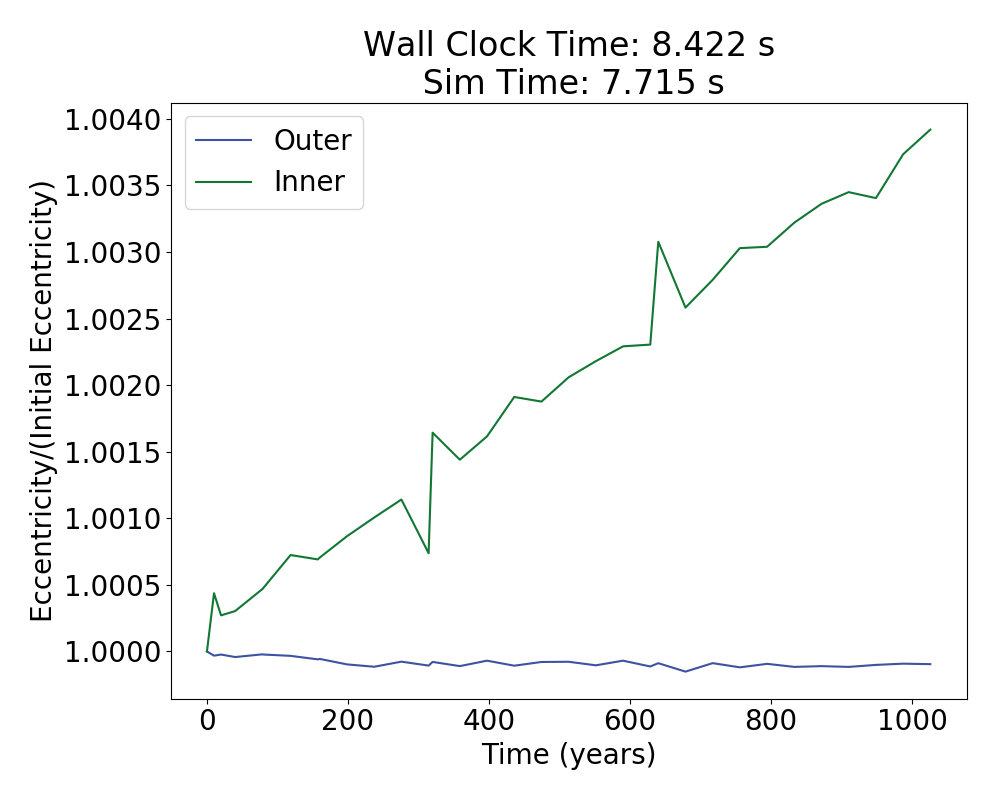 Wall Clock Time: 8.422 s
Sim Time: 7.715 s
Outer
Inner
1.0040
1.0035
1.0030
1.0025
1.0020
1.0015
1.0010
1.0005
1.0000
Eccentricity/(Initial Eccentricity)
0
200
400
600
800
1000
Time (years)